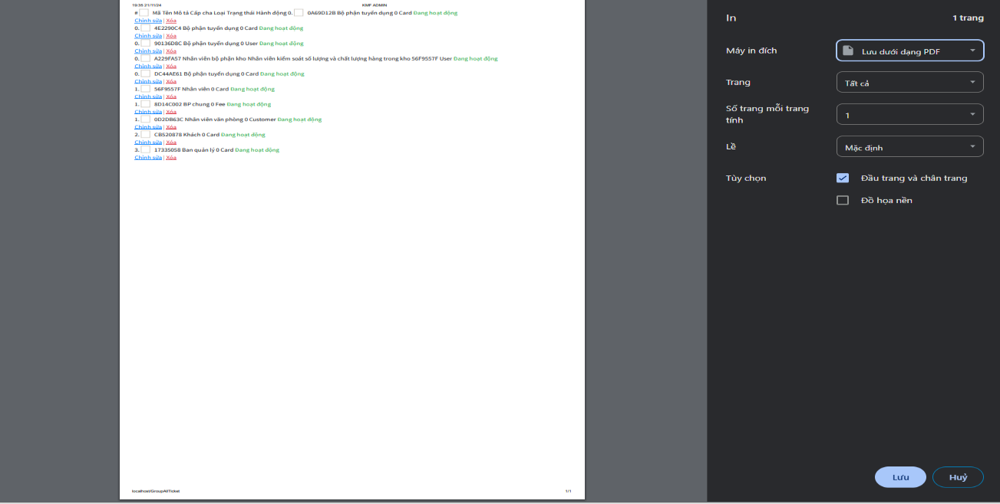 19:35 21/11/24 KMF ADMIN
# Mã Tên Mô tả Cấp cha Loại Trạng thái Hành động 0. 0A69D12B Bộ phận tuyển dụng 0 Card Đang hoạt động
Chỉnh sửa | Xóa
0. 4E2290C4 Bộ phận tuyển dụng 0 Card Đang hoạt động
Chỉnh sửa | Xóa
0. 90136D8C Bộ phận tuyển dụng 0 User Đang hoạt động
Chỉnh sửa | Xóa
0. A229FA57 Nhân viên bộ phận kho Nhân viên kiểm soát số lượng và chất lượng hàng trong kho 56F9557F User Đang hoạt động
Chỉnh sửa | Xóa
0. DC44AE61 Bộ phận tuyển dụng 0 Card Đang hoạt động
Chỉnh sửa | Xóa
1. 56F9557F Nhân viên 0 Card Đang hoạt động
Chỉnh sửa | Xóa
1. 8D14C002 BP chung 0 Fee Đang hoạt động
Chỉnh sửa | Xóa
1. 0D2DB63C Nhân viên văn phòng 0 Customer Đang hoạt động
Chỉnh sửa | Xóa
2. CB520878 Khách 0 Card Đang hoạt động
Chỉnh sửa | Xóa
3. 17335058 Ban quản lý 0 Card Đang hoạt động
Chỉnh sửa | Xóa
localhost/GroupAllTicket 1/1
In 1 trang
Máy in đích Lưu dưới dạng PDF
Trang Tất cả
Số trang mỗi trang
tính 1
Lề Mặc định
Tùy chọn Đầu trang và chân trang
Đồ họa nền
Lưu Huỷ